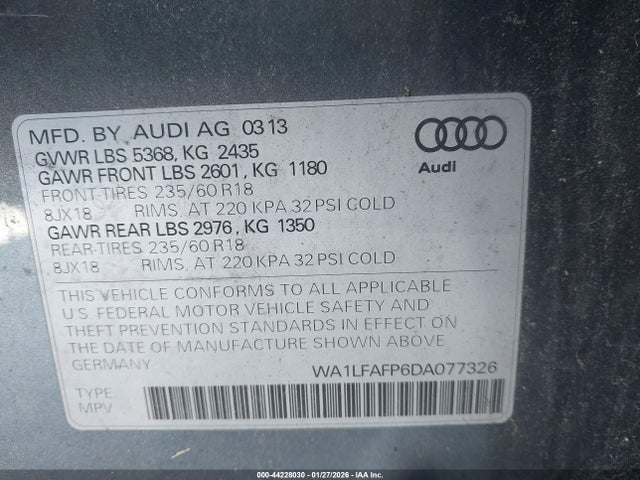 MFD. BY AUDI AG 0313
GVWR LBS 5368, KG 2435
GAWR FRONT LBS 2601, KG 1180
FRONT-TIRES 235/60 R18
8JX18 RIMS, AT 220 KPA 32 PSI COLD
GAWR REAR LBS 2976, KG 1350
REAR-TIRES 235/60 R18
8JX18 RIMS, AT 220 KPA 32 PSI COLD
Audi
THIS VEHICLE CONFORMS TO ALL APPLICABLE
U.S. FEDERAL MOTOR VEHICLE SAFETY AND
THEFT PREVENTION STANDARDS IN EFFECT ON
THE DATE OF MANUFACTURE SHOWN ABOVE
GERMANY WA1LFAFP6DA077326
TYPE
MPV
000-44228030 - 01/27/2026 - IAAI.CA